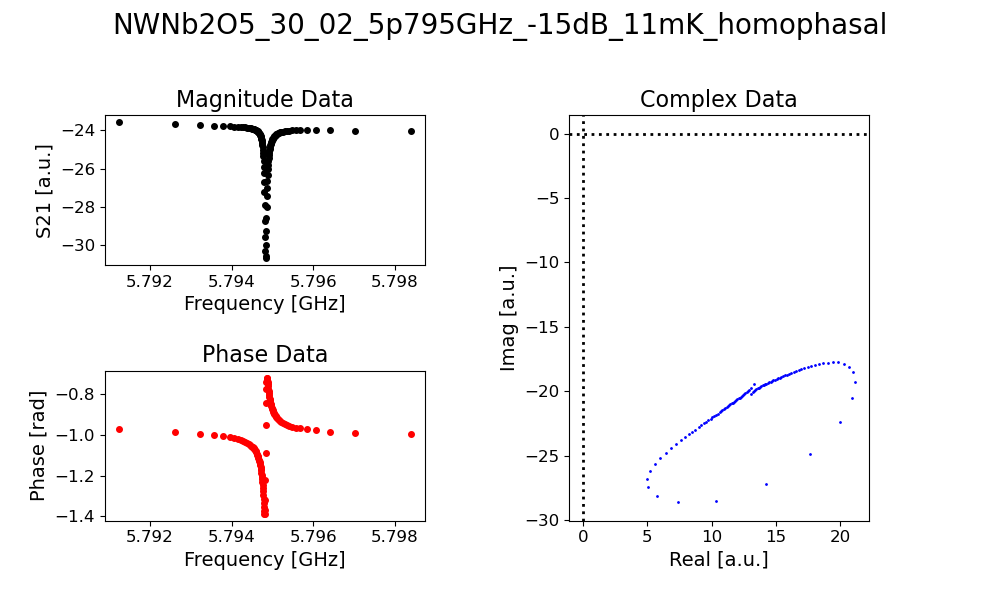 NWNb2O5_30_02_5p795GHz_-15dB_11mK_homophasal
Magnitude Data
S21 [a.u.]
−24
−26
−28
−30
5.792 5.794 5.796 5.798
Frequency [GHz]
Phase Data
Phase [rad]
−0.8
−1.0
−1.2
−1.4
5.792 5.794 5.796 5.798
Frequency [GHz]
Complex Data
Imag [a.u.]
0
−5
−10
−15
−20
−25
−30
0 5 10 15 20
Real [a.u.]